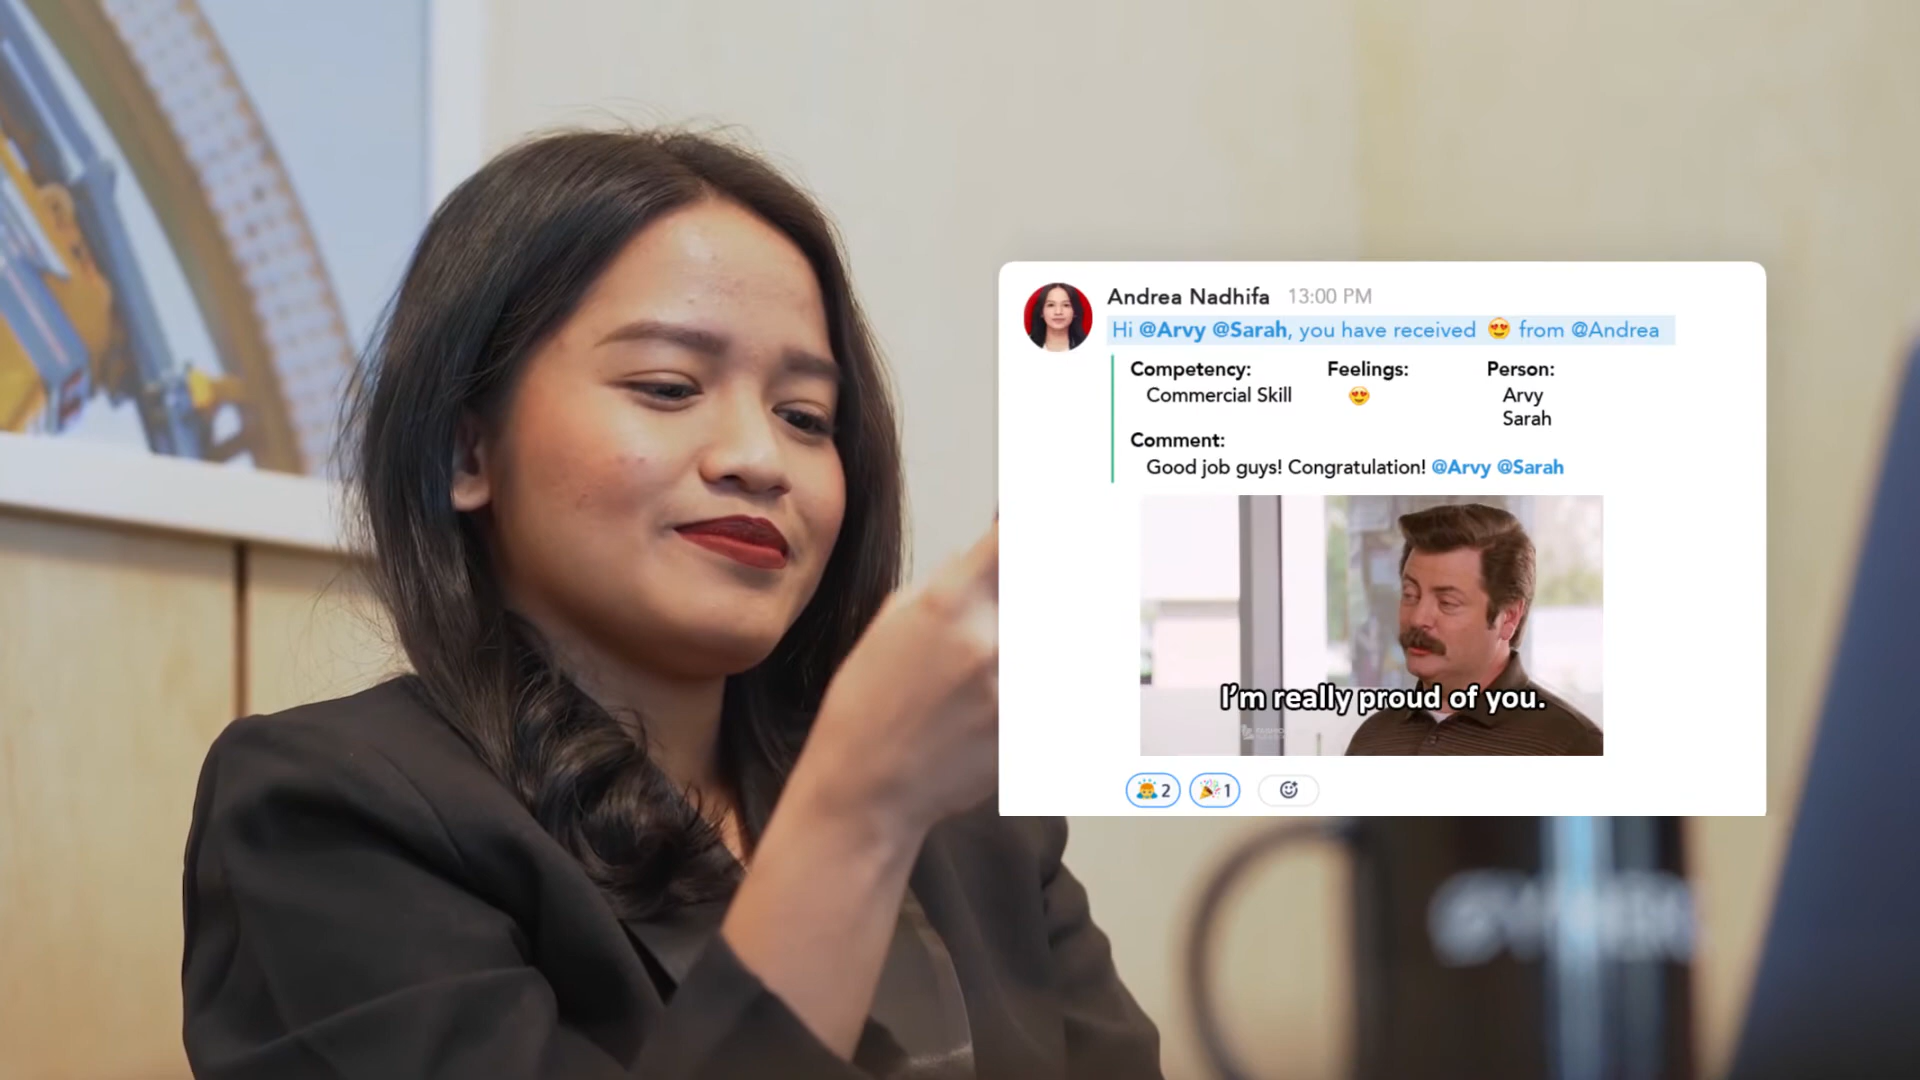 Andrea Nadhifa 13:00 PM
Hi @Arvy @Sarah, you have received 😍 from @Andrea
Competency: Feelings: Person:
Commercial Skill 😍 Arvy
Sarah
Comment:
Good job guys! Congratulation! @Arvy @Sarah
I'm really proud of you.
2 1